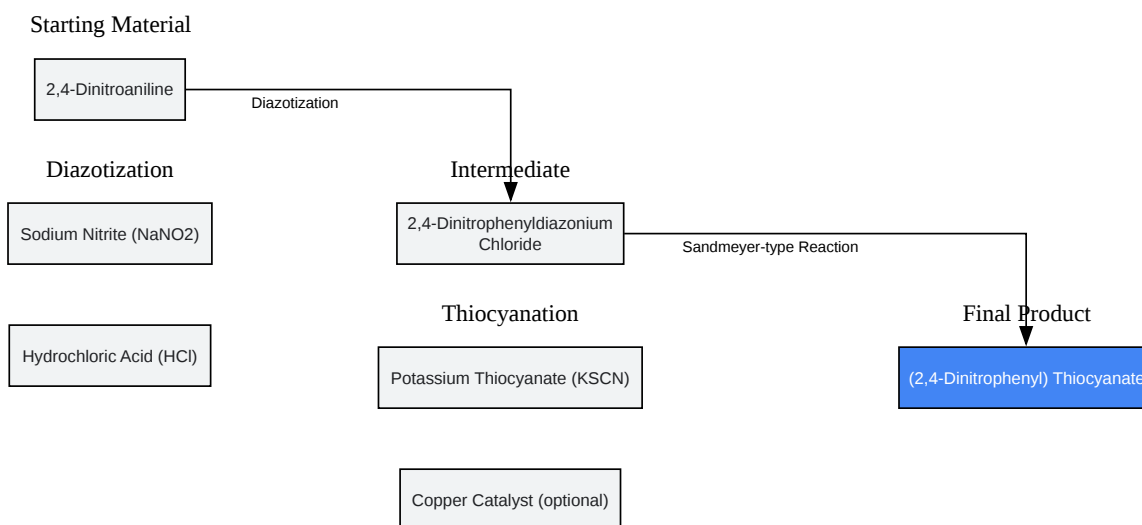 Starting Material
2,4-Dinitroaniline
Diazotization
Diazotization
Intermediate
Sodium Nitrite (NaNO2)
2,4-Dinitrophenyldiazonium
Chloride
Sandmeyer-type Reaction
Hydrochloric Acid (HCl)
Thiocyanation
Final Product
Potassium Thiocyanate (KSCN)
(2,4-Dinitrophenyl) Thiocyanate
Copper Catalyst (optional)